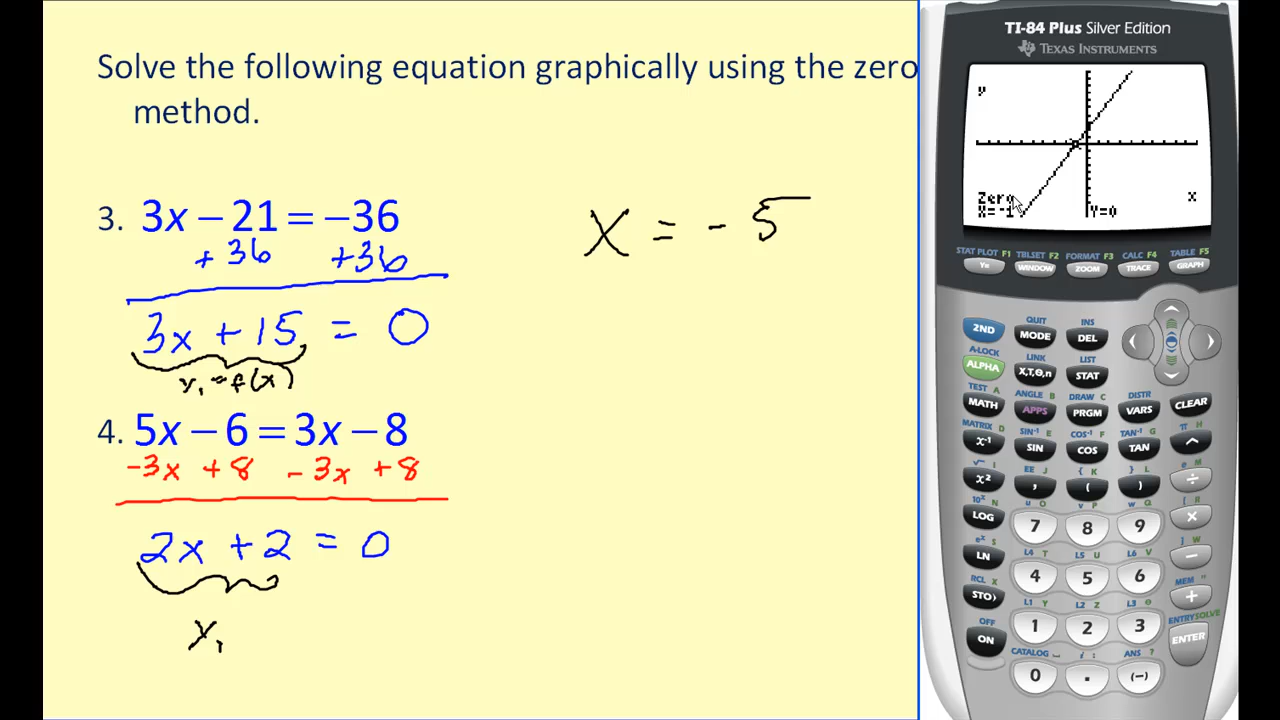 Solve the following equation graphically using the zero
method.
3. 3x − 21 = −36
+36 +36
3x + 15 = 0
y₁ = f(x)
x = -5
4. 5x − 6 = 3x − 8
-3x +8 -3x +8
2x + 2 = 0
y₁
TI-84 Plus Silver Edition
TEXAS INSTRUMENTS
y
x
Zero
X=-1 Y=0
STAT PLOT F1 TBLSET F2 FORMAT F3 CALC F4 TABLE F5
Y= WINDOW ZOOM TRACE GRAPH
QUIT INS
2ND MODE DEL
A-LOCK LINK LIST
ALPHA X,T,Θ,n STAT
TEST A ANGLE B DRAW C DISTR
MATH APPS PRGM VARS CLEAR
MATRIX D SIN⁻¹ E COS⁻¹ F TAN⁻¹ G π H
x⁻¹ SIN COS TAN ^
√ I EE J { K } L e M
x² , ( ) ÷
10ˣ N u O v P w Q [ R
LOG 7 8 9 ×
eˣ S L4 T L5 U L6 V ] W
LN 4 5 6 −
RCL X L1 Y L2 Z L3 θ MEM "
STO› 1 2 3 +
OFF CATALOG ⎵ i : ANS ? ENTRY SOLVE
ON 0 . (−) ENTER